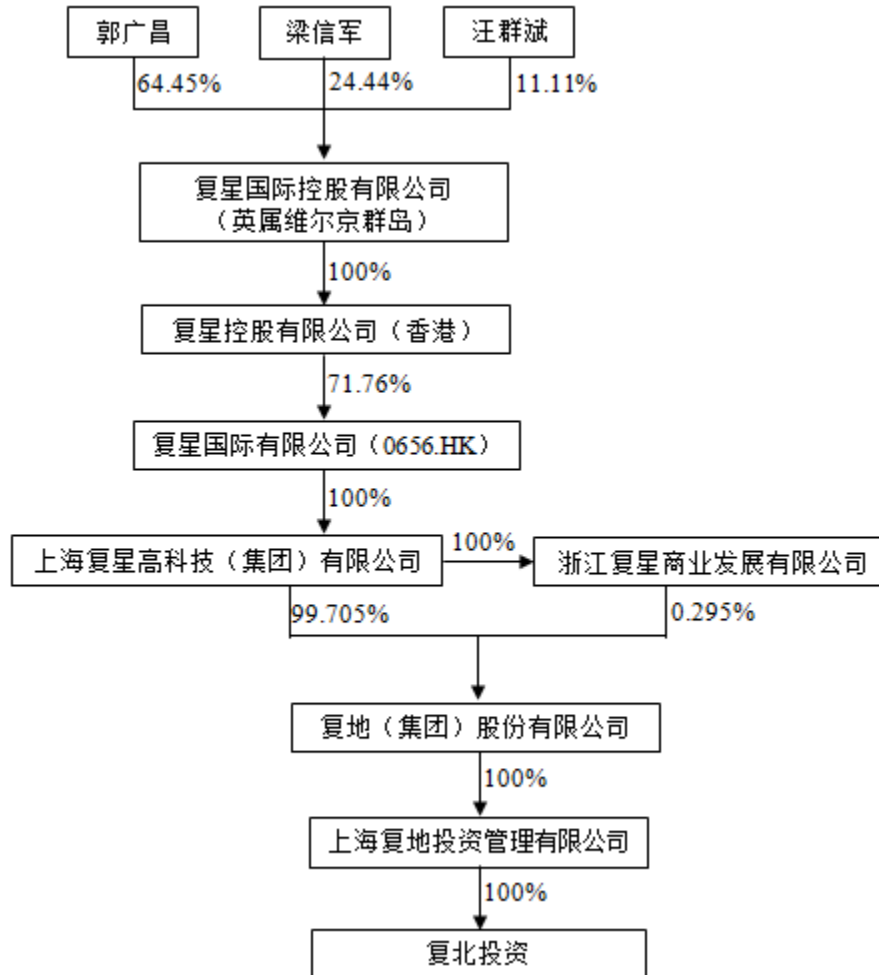 郭广昌
梁信军
汪群斌
64.45%
24.44%
11.11%
复星国际控股有限公司
（英属维尔京群岛）
100%
复星控股有限公司（香港）
71.76%
复星国际有限公司（0656.HK）
100%
上海复星高科技（集团）有限公司
100%
浙江复星商业发展有限公司
99.705%
0.295%
复地（集团）股份有限公司
100%
上海复地投资管理有限公司
100%
复北投资